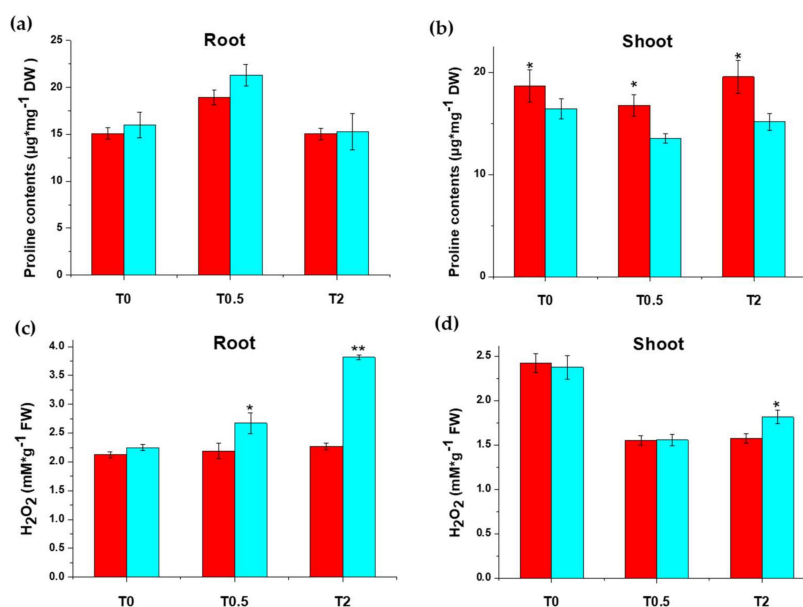 (a)
Root
Proline contents (µg*mg⁻¹ DW )
25
20
15
10
5
0
T0
T0.5
T2
(b)
Shoot
Proline contents (µg*mg⁻¹ DW)
20
10
0
*
*
*
T0
T0.5
T2
(c)
Root
H₂O₂ (mM*g⁻¹ FW)
4.0
3.5
3.0
2.5
2.0
1.5
1.0
0.5
0.0
*
**
T0
T0.5
T2
(d)
Shoot
H₂O₂ (mM*g⁻¹ FW)
2.5
2.0
1.5
1.0
0.5
0.0
*
T0
T0.5
T2